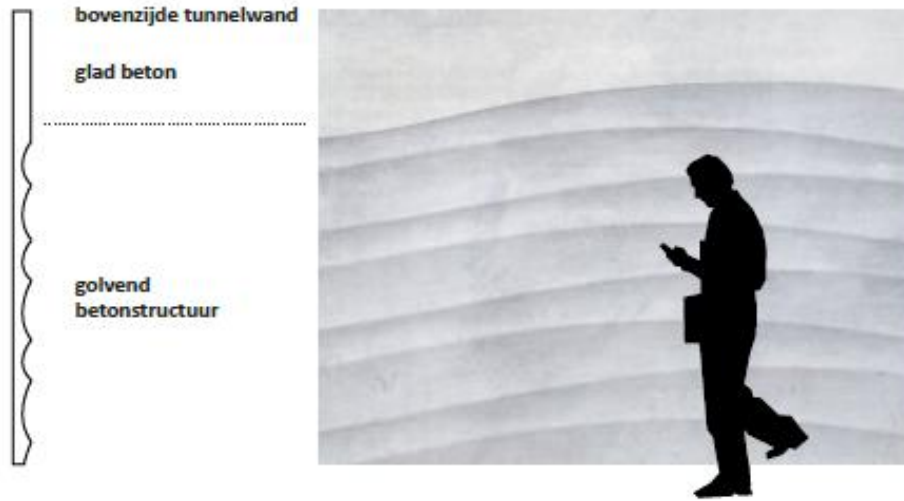 bovenzijde tunnelwand
glad beton
golvend
betonstructuur